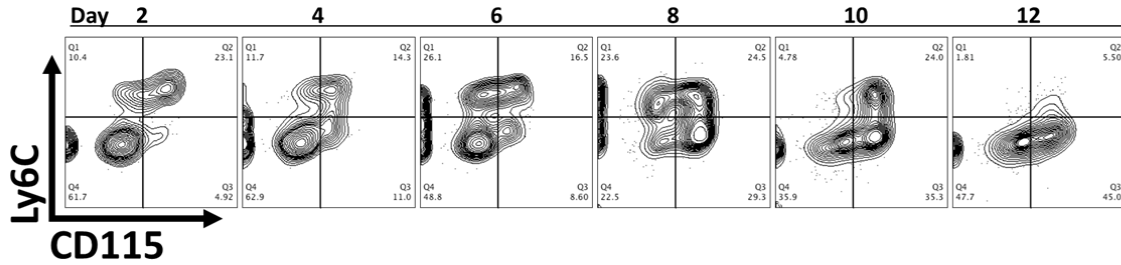 Day 2 4 6 8 10 12
Q1 Q2 Q1 Q2 Q1 Q2 Q1 Q2 Q1 Q2 Q1 Q2
10.4 23.1 11.7 14.3 26.1 16.5 23.6 24.5 4.78 24.0 1.81 5.50
Ly6C
Q4 Q3 Q4 Q3 Q4 Q3 Q4 Q3 Q4 Q3 Q4 Q3
61.7 4.92 62.9 11.0 48.8 8.60 22.5 29.3 35.9 35.3 47.7 45.0
CD115